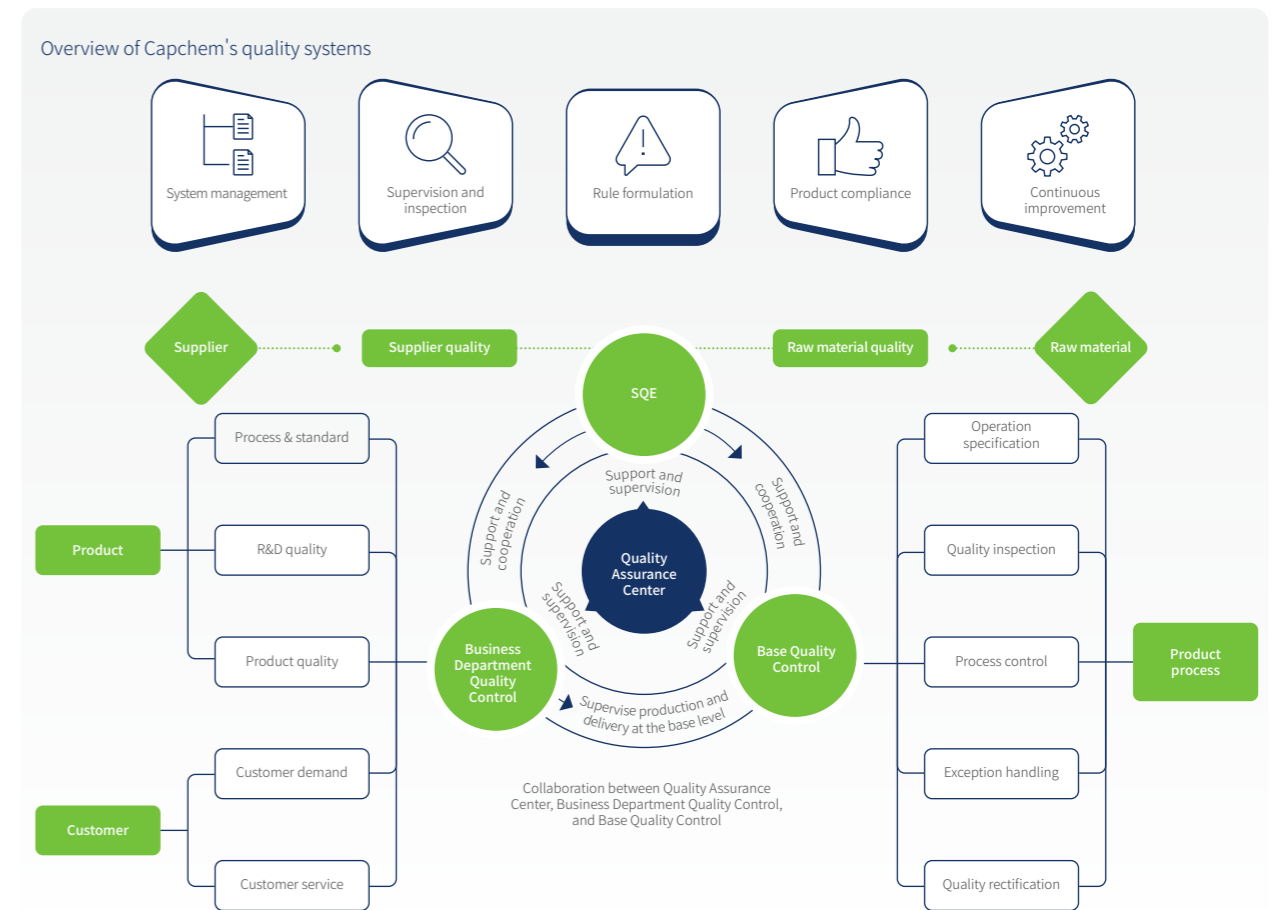 Overview of Capchem's quality systems
System management
Supervision and
inspection
Rule formulation
Product compliance
Continuous
improvement
Supplier
Supplier quality
Raw material quality
Raw material
SQE
Process & standard
R&D quality
Product quality
Product
Customer demand
Customer service
Customer
Support and
cooperation
Support and
supervision
Support and
cooperation
Quality
Assurance
Center
Support and
supervision
Support and
supervision
Business
Department
Quality
Control
Base Quality
Control
Supervise production and
delivery at the base level
Collaboration between Quality Assurance
Center, Business Department Quality Control,
and Base Quality Control
Operation
specification
Quality inspection
Process control
Exception handling
Quality rectification
Product
process